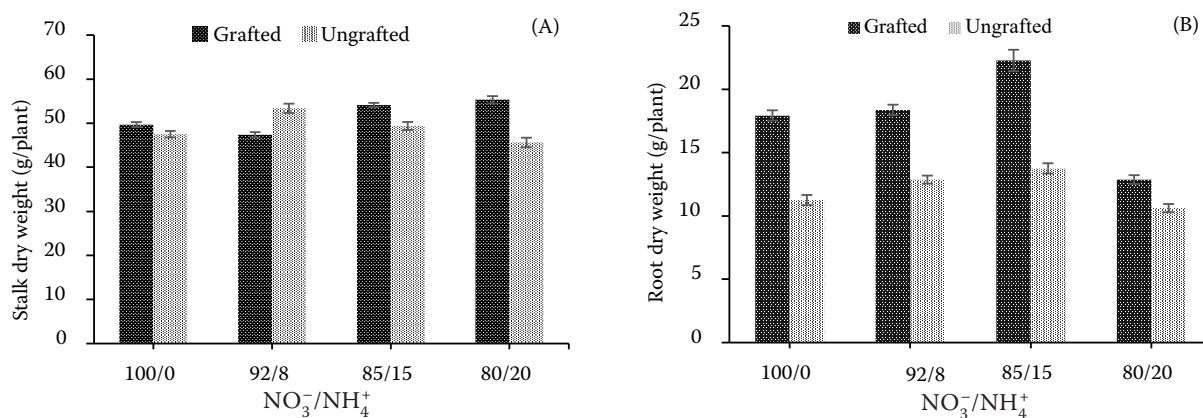 70
60
50
40
30
20
10
0
Stalk dry weight (g/plant)
Grafted Ungrafted
(A)
100/0 92/8 85/15 80/20
NO₃⁻/NH₄⁺
25
20
15
10
5
0
Root dry weight (g/plant)
Grafted Ungrafted
(B)
100/0 92/8 85/15 80/20
NO₃⁻/NH₄⁺